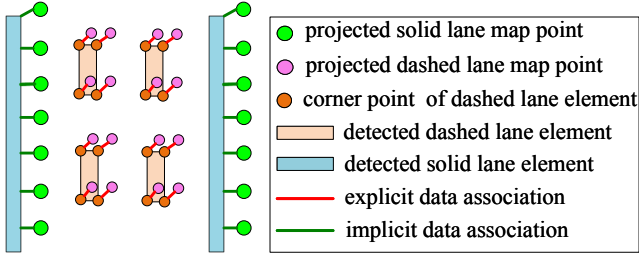 projected solid lane map point
projected dashed lane map point
corner point of dashed lane element
detected dashed lane element
detected solid lane element
explicit data association
implicit data association